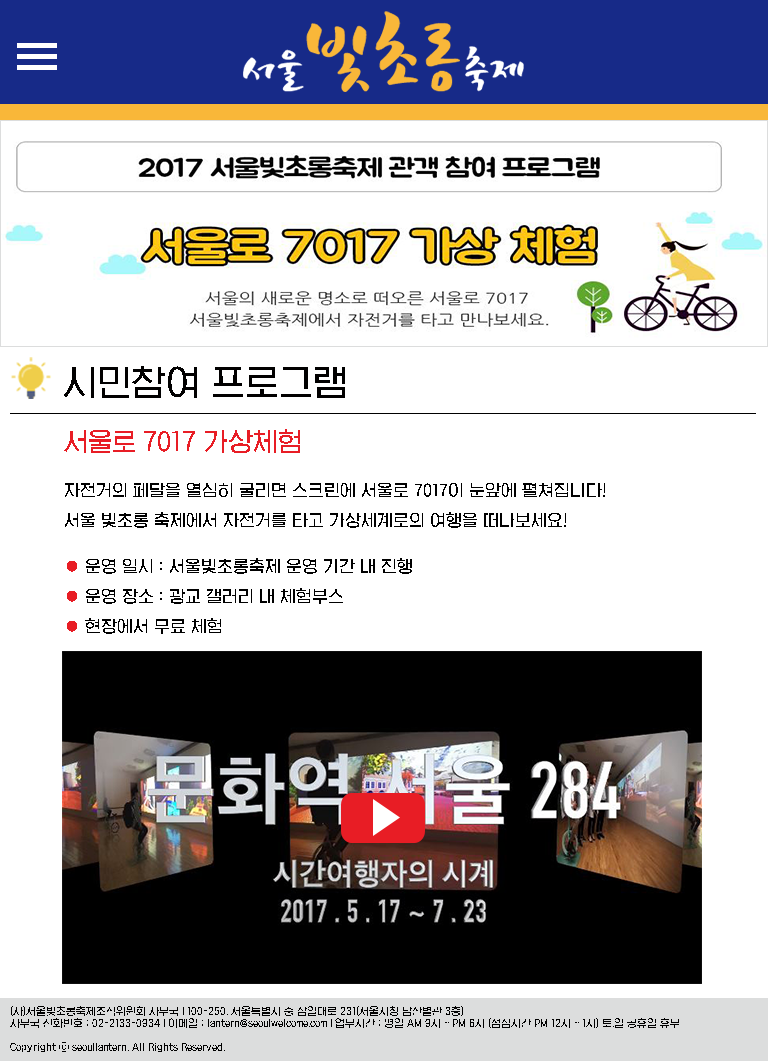 서울빛초롱축제
2017 서울빛초롱축제 관객 참여 프로그램
서울로 7017 가상 체험
서울의 새로운 명소로 떠오른 서울로 7017
서울빛초롱축제에서 자전거를 타고 만나보세요.
시민참여 프로그램
서울로 7017 가상체험
자전거의 페달을 열심히 굴리면 스크린에 서울로 7017이 눈앞에 펼쳐집니다!
서울 빛초롱 축제에서 자전거를 타고 가상세계로의 여행을 떠나보세요!
운영 일시 : 서울빛초롱축제 운영 기간 내 진행
운영 장소 : 광교 갤러리 내 체험부스
현장에서 무료 체험
문화역 서울 284
시간여행자의 시계
2017 . 5 . 17 ~ 7 . 23
(사)서울빛초롱축제조직위원회 사무국 | 100-250. 서울특별시 중 삼일대로 231(서울시청 남산별관 3층)
사무국 전화번호 : 02-2133-0934 | 이메일 : lantern@seoulwelcome.com | 업무시간 : 평일 AM 9시 ~ PM 6시 (점심시간 PM 12시 ~ 1시) 토.일 공휴일 휴무
Copyright ⓒ seoullantern. All Rights Reserved.